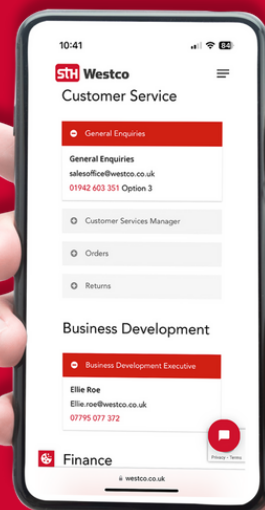 10:41
84
STH Westco
Customer Service
General Enquiries
General Enquiries
salesoffice@westco.co.uk
01942 603 351 Option 3
Customer Services Manager
Orders
Returns
Business Development
Business Development Executive
Ellie Roe
Ellie.roe@westco.co.uk
07795 077 372
Finance
Privacy - Terms
westco.co.uk